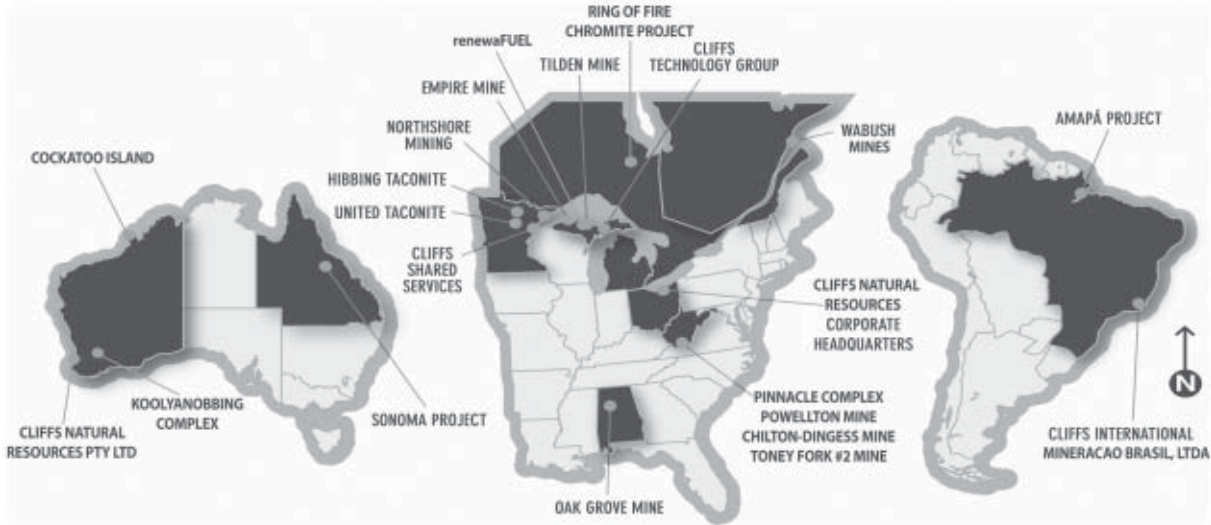 RING OF FIRE
CHROMITE PROJECT
renewaFUEL
TILDEN MINE
CLIFFS
TECHNOLOGY GROUP
EMPIRE MINE
NORTHSHORE
MINING
WABUSH
MINES
AMAPÁ PROJECT
COCKATOO ISLAND
HIBBING TACONITE
UNITED TACONITE
CLIFFS
SHARED
SERVICES
CLIFFS NATURAL
RESOURCES
CORPORATE
HEADQUARTERS
N
KOOLYANOBBING
COMPLEX
SONOMA PROJECT
CLIFFS NATURAL
RESOURCES PTY LTD
PINNACLE COMPLEX
POWELLTON MINE
CHILTON-DINGESS MINE
TONEY FORK #2 MINE
CLIFFS INTERNATIONAL
MINERACAO BRASIL, LTDA
OAK GROVE MINE